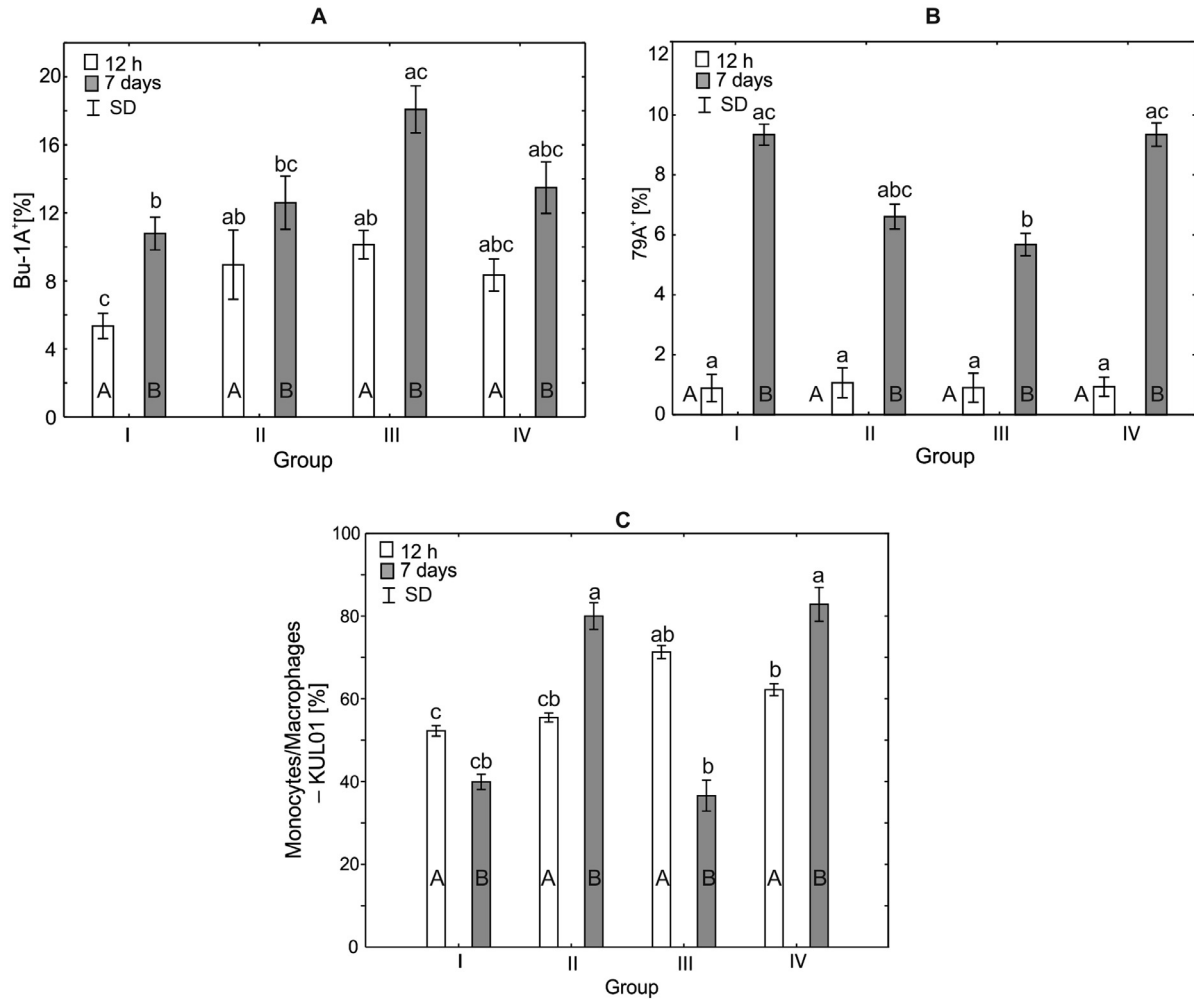 A
12 h
7 days
SD
20
16
12
8
4
0
Bu-1A⁺[%]
c
b
ab
bc
ab
ac
abc
abc
A
B
A
B
A
B
A
B
I
II
III
IV
Group
B
12 h
7 days
SD
12
10
8
6
4
2
0
79A⁺ [%]
a
ac
a
abc
a
b
a
ac
A
B
A
B
A
B
A
B
I
II
III
IV
Group
C
12 h
7 days
SD
100
80
60
40
20
0
Monocytes/Macrophages
– KUL01 [%]
c
cb
cb
a
ab
b
b
a
A
B
A
B
A
B
A
B
I
II
III
IV
Group